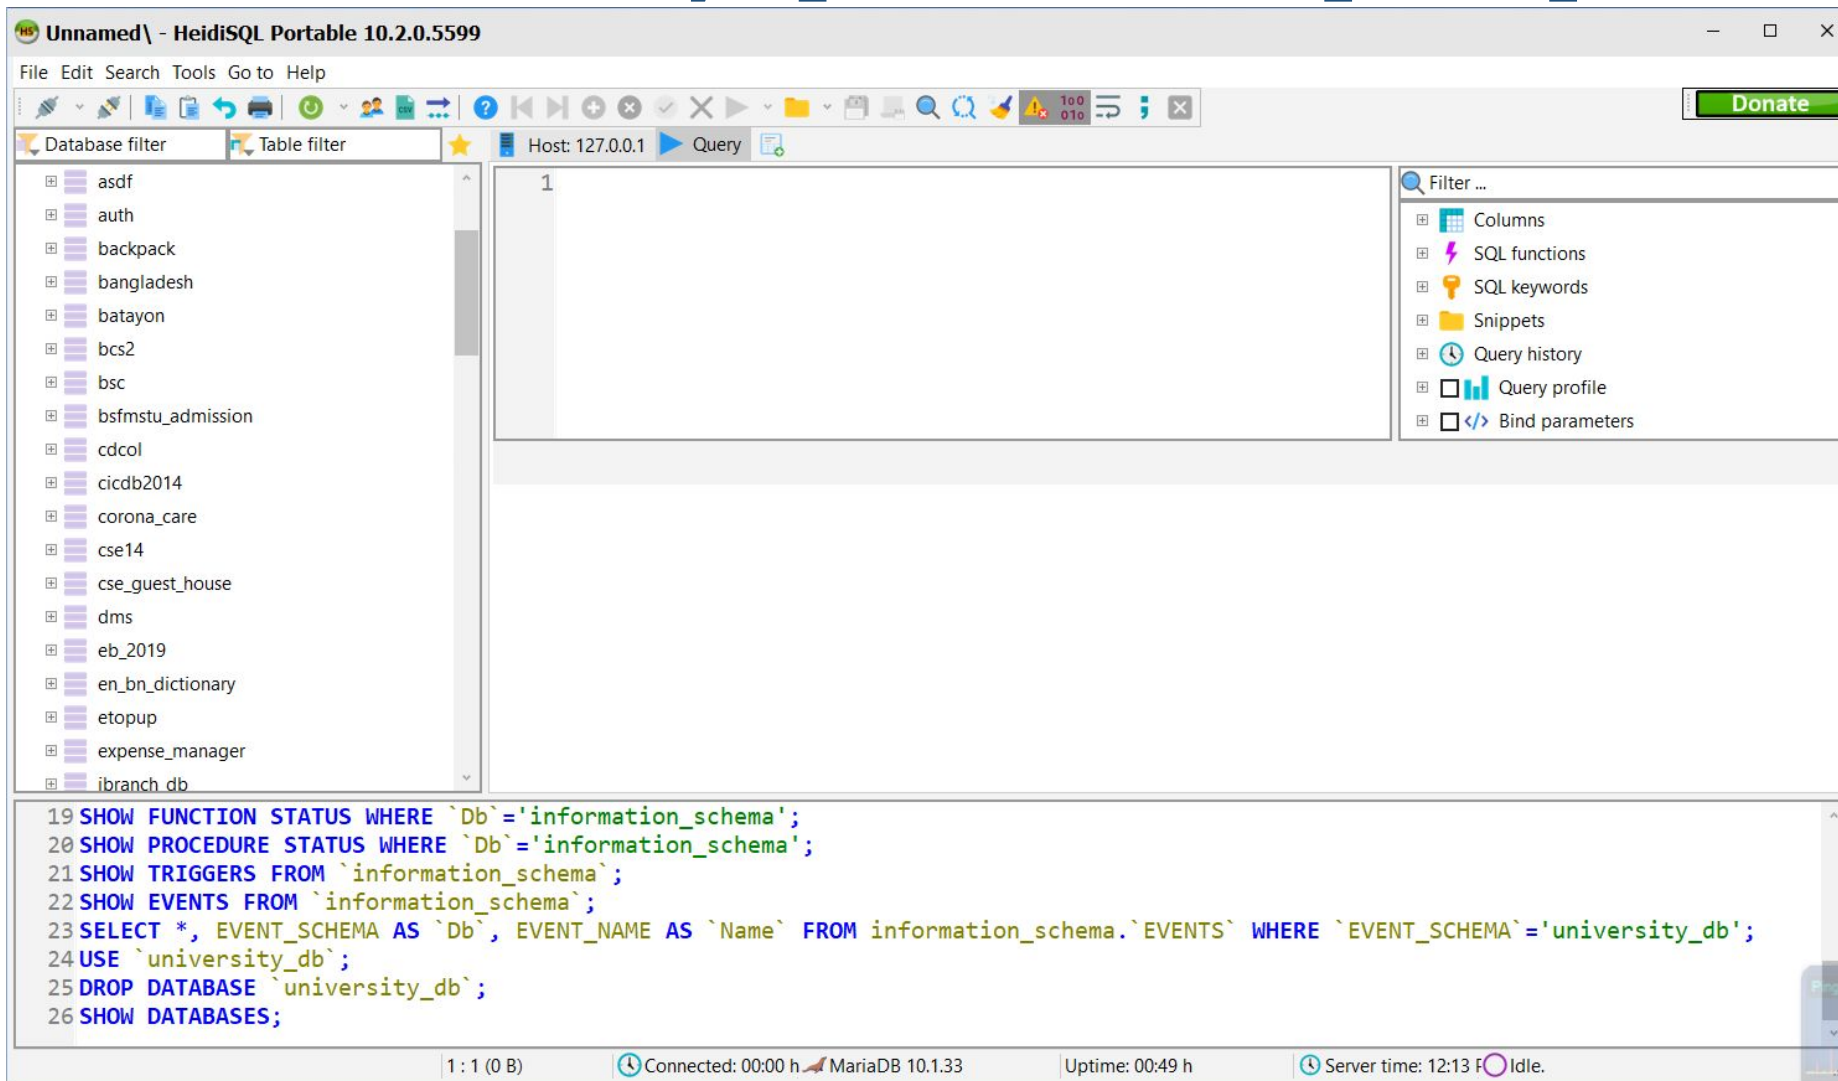 Unnamed\ - HeidiSQL Portable 10.2.0.5599
File Edit Search Tools Go to Help
Donate
Database filter Table filter Host: 127.0.0.1 Query
asdf
auth
backpack
bangladesh
batayon
bcs2
bsc
bsfmstu_admission
cdcol
cicdb2014
corona_care
cse14
cse_guest_house
dms
eb_2019
en_bn_dictionary
etopup
expense_manager
ibranch_db
1
Filter ...
Columns
SQL functions
SQL keywords
Snippets
Query history
Query profile
Bind parameters
19 SHOW FUNCTION STATUS WHERE `Db`='information_schema';
20 SHOW PROCEDURE STATUS WHERE `Db`='information_schema';
21 SHOW TRIGGERS FROM `information_schema`;
22 SHOW EVENTS FROM `information_schema`;
23 SELECT *, EVENT_SCHEMA AS `Db`, EVENT_NAME AS `Name` FROM information_schema.`EVENTS` WHERE `EVENT_SCHEMA`='university_db';
24 USE `university_db`;
25 DROP DATABASE `university_db`;
26 SHOW DATABASES;
1 : 1 (0 B) Connected: 00:00 h MariaDB 10.1.33 Uptime: 00:49 h Server time: 12:13 Idle.